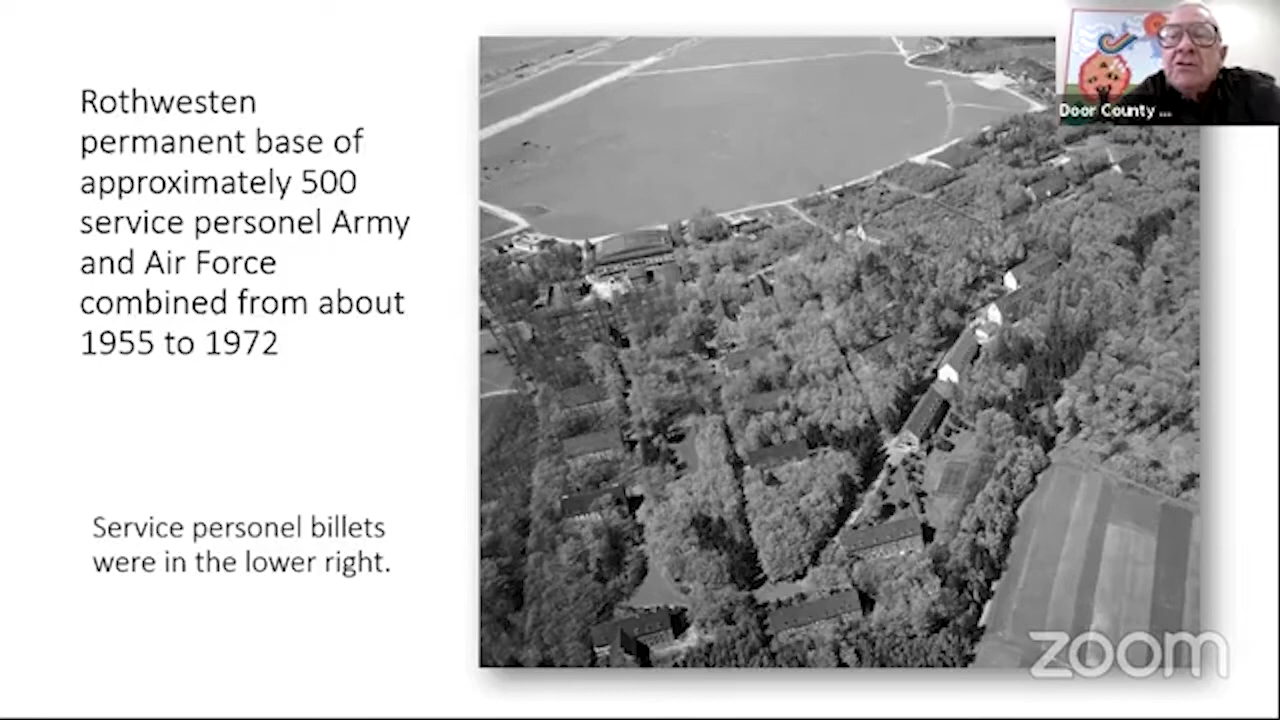 Rothwesten
permanent base of
approximately 500
service personel Army
and Air Force
combined from about
1955 to 1972
Service personel billets
were in the lower right.
Door County ...
zoom